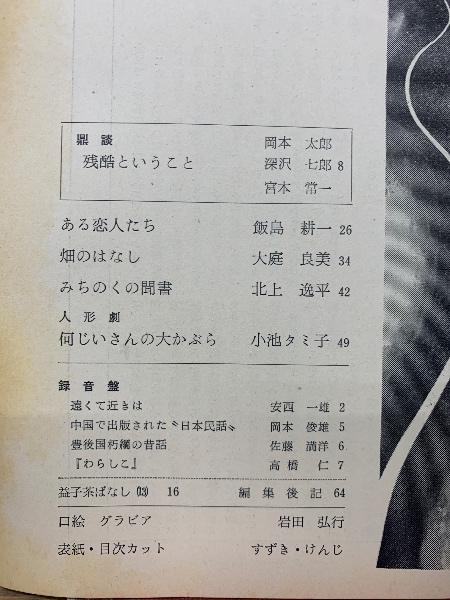 鼎談
残酷ということ
岡本 太郎
深沢 七郎 8
宮本 常一
ある恋人たち 飯島 耕一 26
畑のはなし 大庭 良美 34
みちのくの聞書 北上 逸平 42
人形劇
何じいさんの大かぶら 小池タミ子 49
録音盤
遠くて近きは 安西 一雄 2
中国で出版された〝日本民話〟 岡本 俊雄 5
豊後国朽網の昔話 佐藤 満洋 6
『わらしこ』 高橋 仁 7
益子茶ばなし(13) 16 編集後記 64
口絵 グラビア 岩田 弘行
表紙・目次カット すずき・けんじ